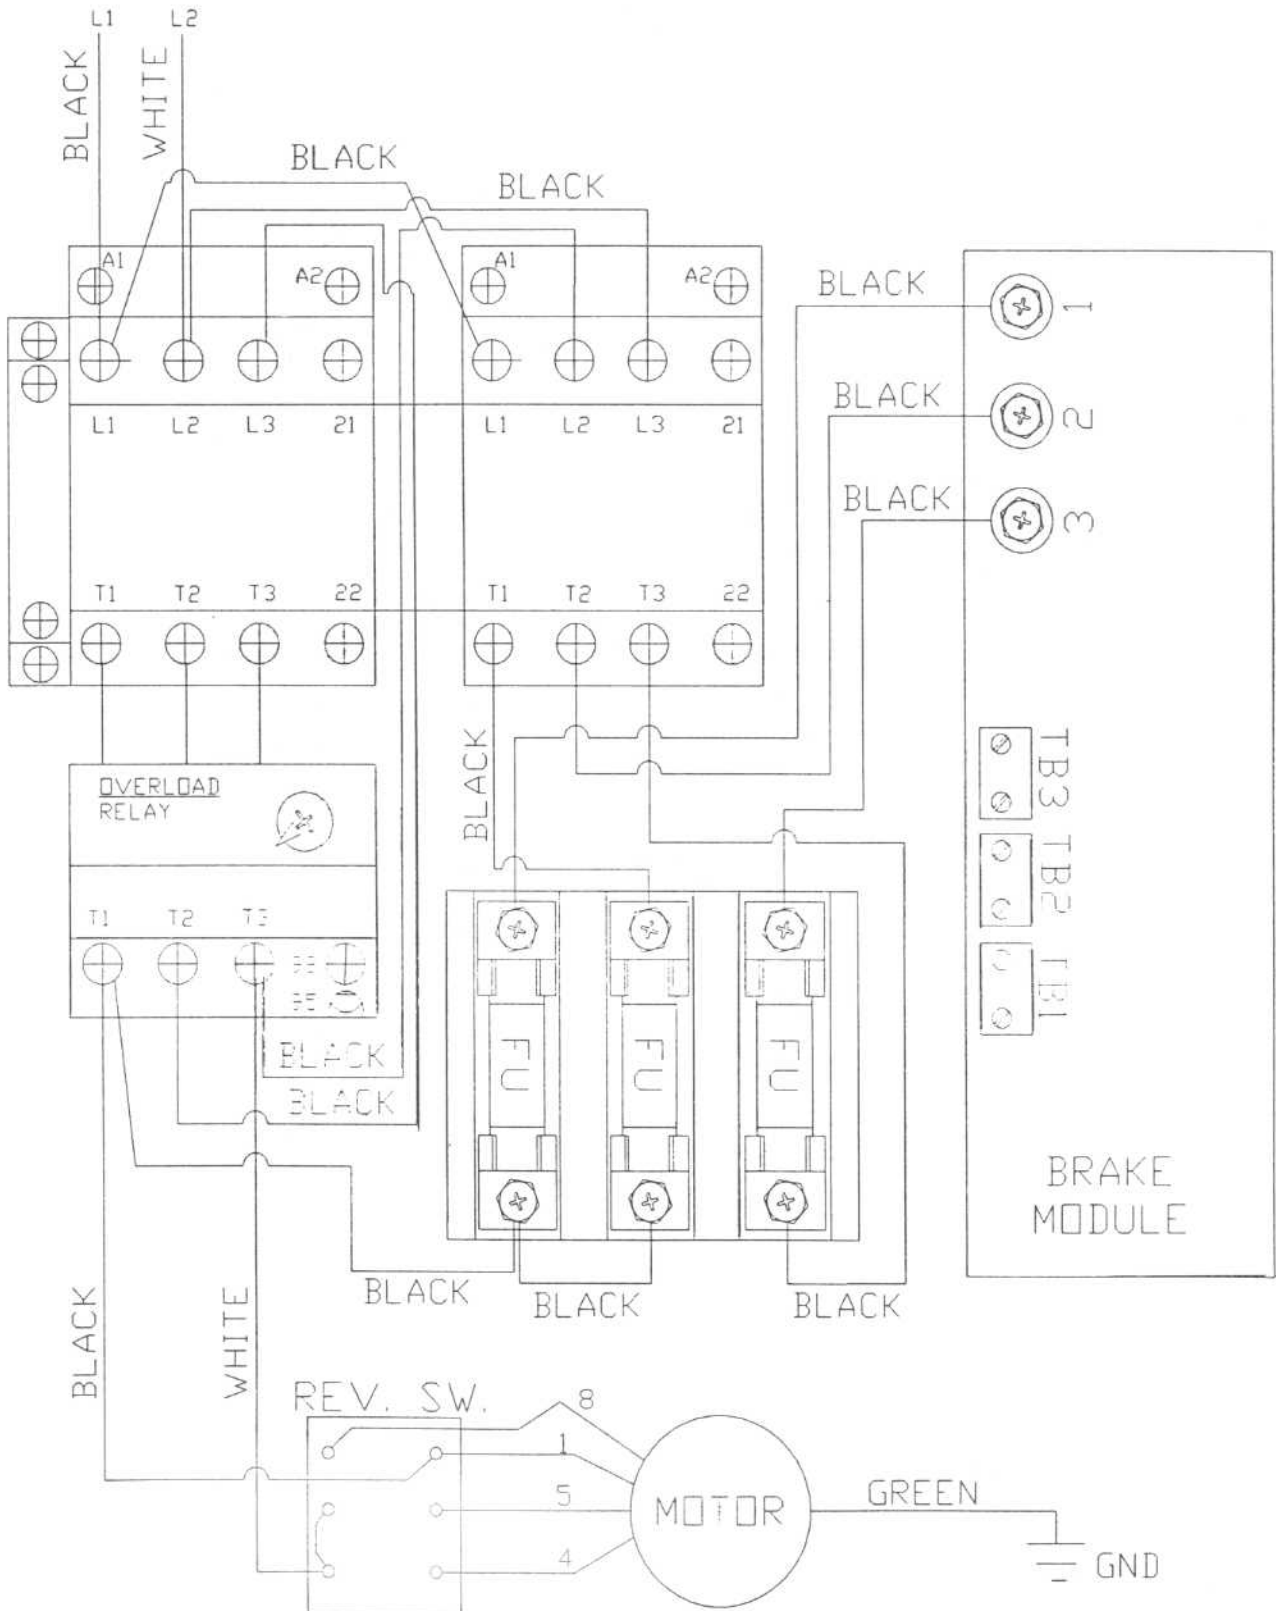 L1 L2
BLACK
WHITE
BLACK
BLACK
A1 A2 A1 A2
BLACK 1
L1 L2 L3 21 L1 L2 L3 21
BLACK 2
BLACK 3
T1 T2 T3 22 T1 T2 T3 22
BLACK
OVERLOAD
RELAY
TB3
TB2
TB1
T1 T2 T3
BLACK
BLACK
FU FU FU
BRAKE
MODULE
BLACK
BLACK
BLACK
BLACK
WHITE
REV. SW.
8
1
5
4
MOTOR
GREEN
GND